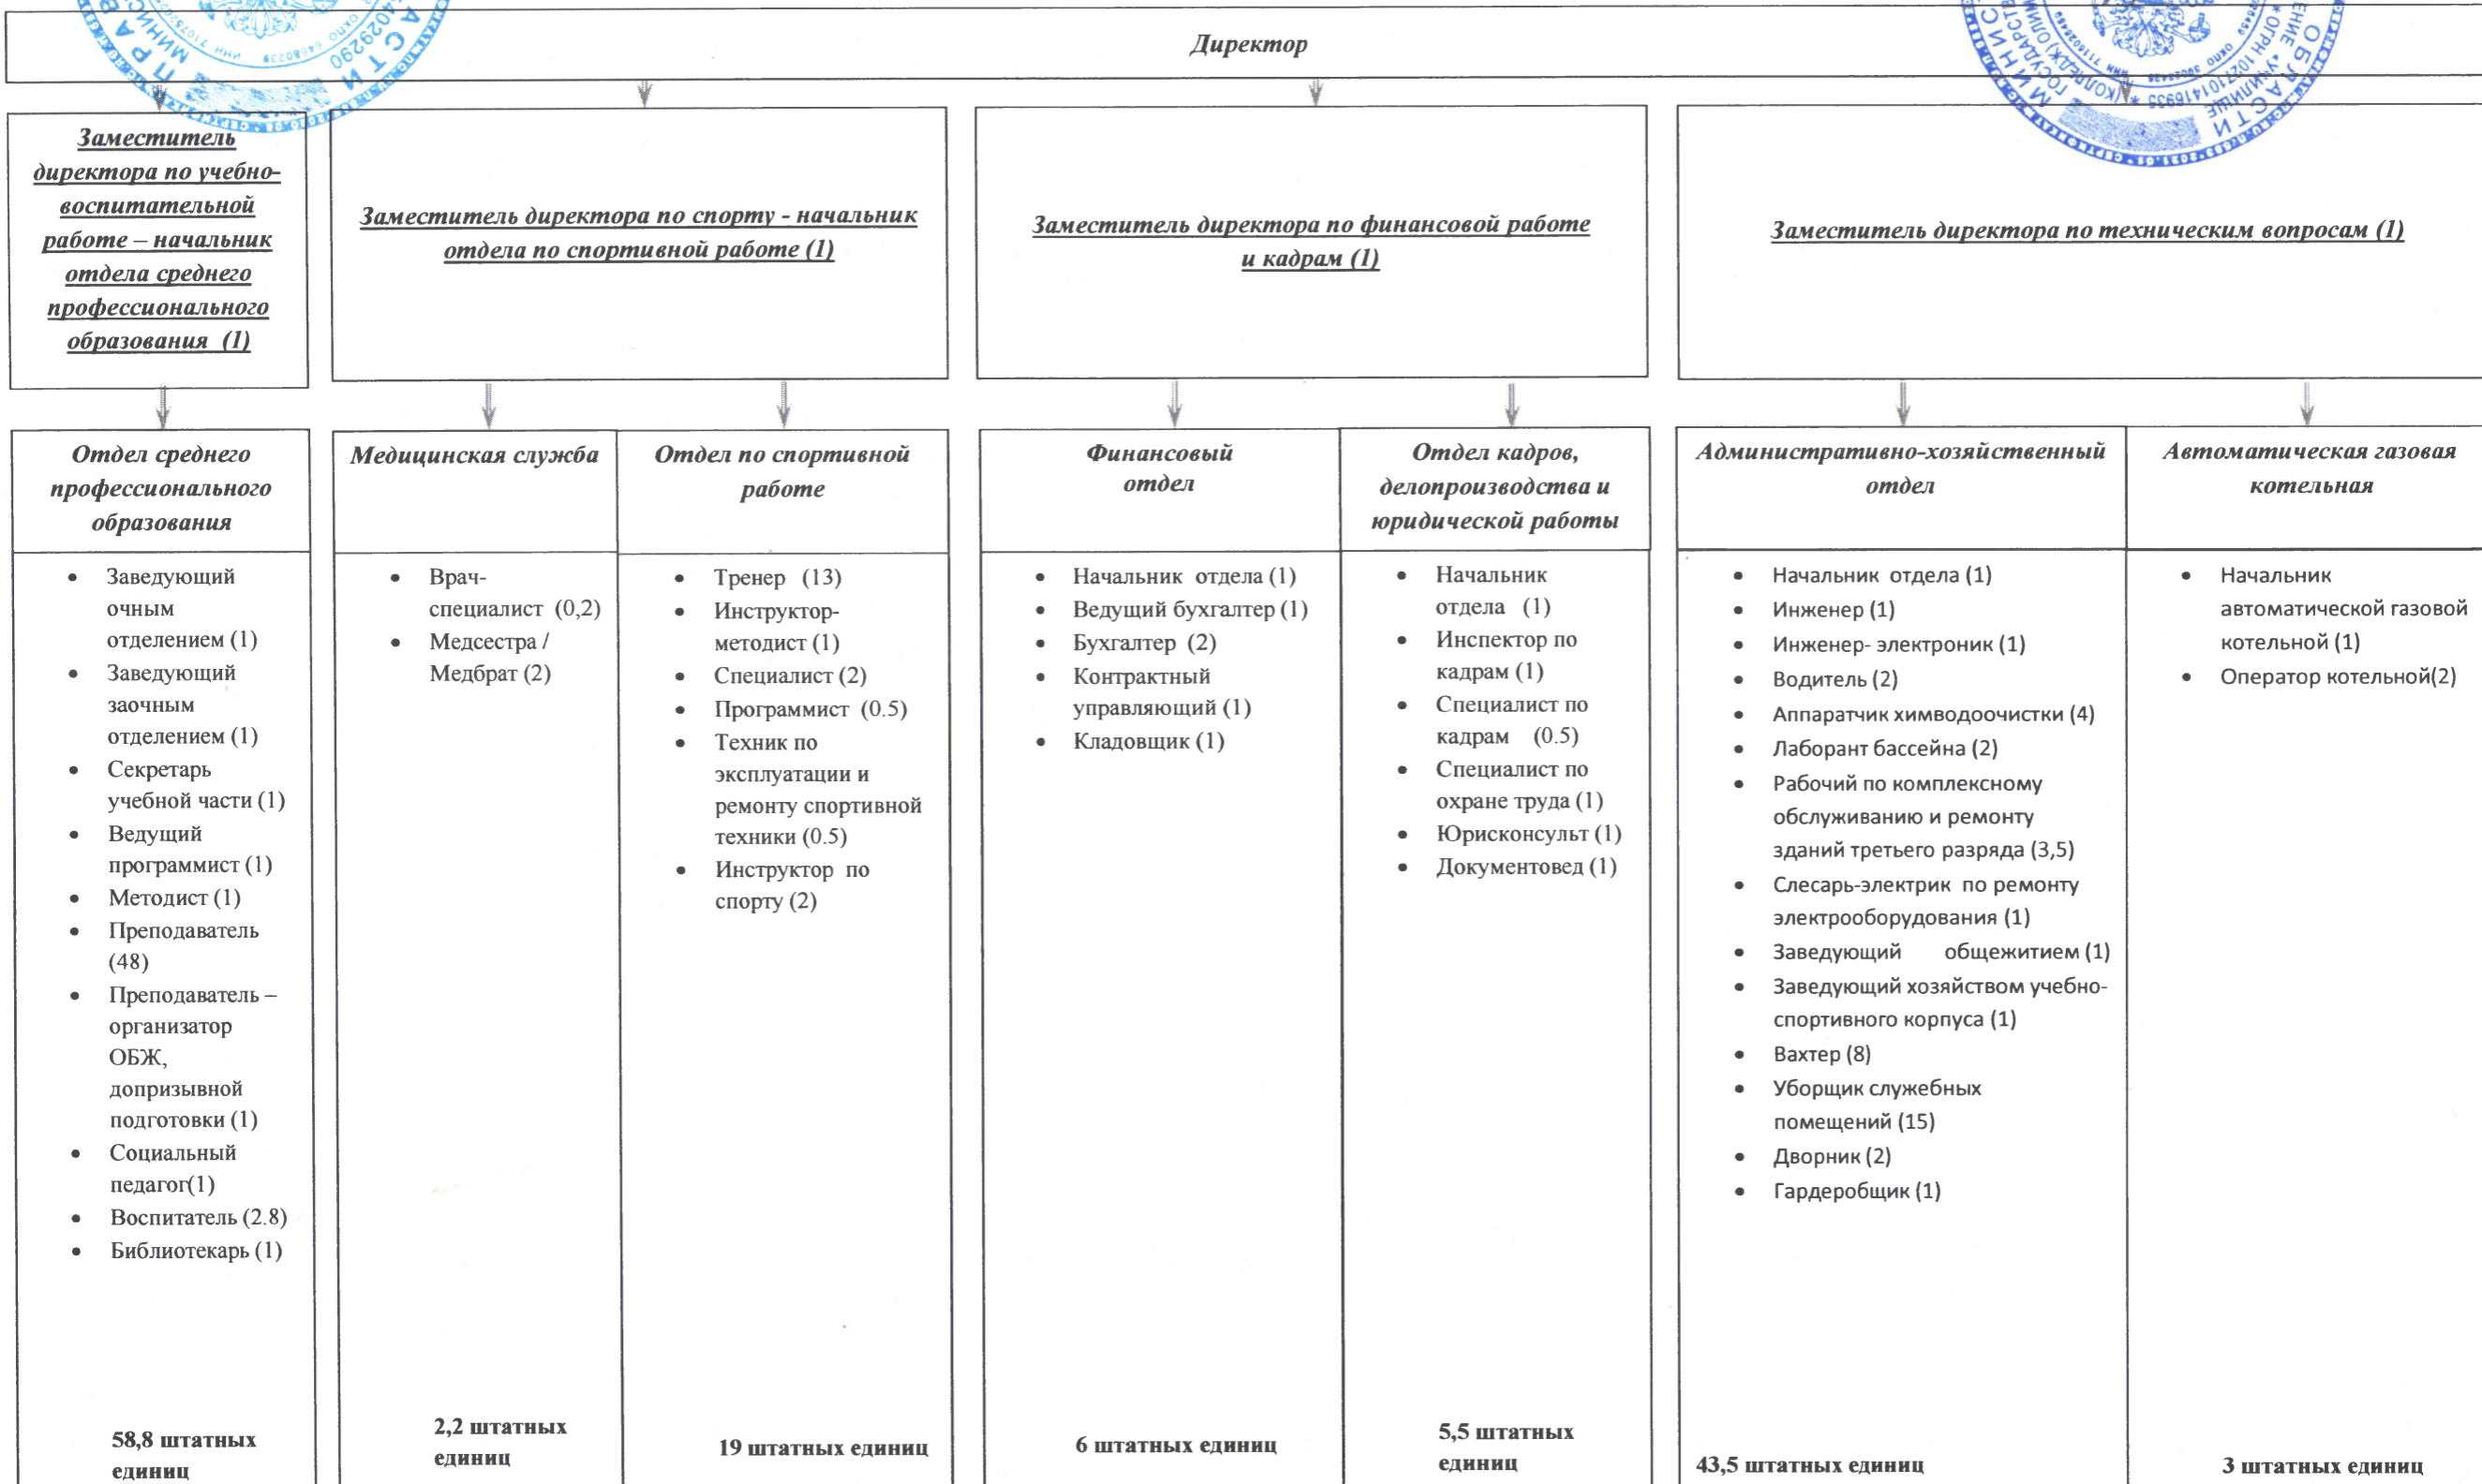 Директор
Заместитель
директора по учебно-
воспитательной
работе – начальник
отдела среднего
профессионального
образования (1)
Заместитель директора по спорту - начальник
отдела по спортивной работе (1)
Заместитель директора по финансовой работе
и кадрам (1)
Заместитель директора по техническим вопросам (1)
Отдел среднего
профессионального
образования
Заведующий
очным
отделением (1)
Заведующий
заочным
отделением (1)
Секретарь
учебной части (1)
Ведущий
программист (1)
Методист (1)
Преподаватель
(48)
Преподаватель –
организатор
ОБЖ,
допризывной
подготовки (1)
Социальный
педагог(1)
Воспитатель (2.8)
Библиотекарь (1)
58,8 штатных
единиц
Медицинская служба
Врач-
специалист (0,2)
Медсестра /
Медбрат (2)
2,2 штатных
единиц
Отдел по спортивной
работе
Тренер (13)
Инструктор-
методист (1)
Специалист (2)
Программист (0.5)
Техник по
эксплуатации и
ремонту спортивной
техники (0.5)
Инструктор по
спорту (2)
19 штатных единиц
Финансовый
отдел
Начальник отдела (1)
Ведущий бухгалтер (1)
Бухгалтер (2)
Контрактный
управляющий (1)
Кладовщик (1)
6 штатных единиц
Отдел кадров,
делопроизводства и
юридической работы
Начальник
отдела (1)
Инспектор по
кадрам (1)
Специалист по
кадрам (0.5)
Специалист по
охране труда (1)
Юрисконсульт (1)
Документовед (1)
5,5 штатных
единиц
Административно-хозяйственный
отдел
Начальник отдела (1)
Инженер (1)
Инженер- электроник (1)
Водитель (2)
Аппаратчик химводоочистки (4)
Лаборант бассейна (2)
Рабочий по комплексному
обслуживанию и ремонту
зданий третьего разряда (3,5)
Слесарь-электрик по ремонту
электрооборудования (1)
Заведующий общежитием (1)
Заведующий хозяйством учебно-
спортивного корпуса (1)
Вахтер (8)
Уборщик служебных
помещений (15)
Дворник (2)
Гардеробщик (1)
43,5 штатных единиц
Автоматическая газовая
котельная
Начальник
автоматической газовой
котельной (1)
Оператор котельной(2)
3 штатных единиц